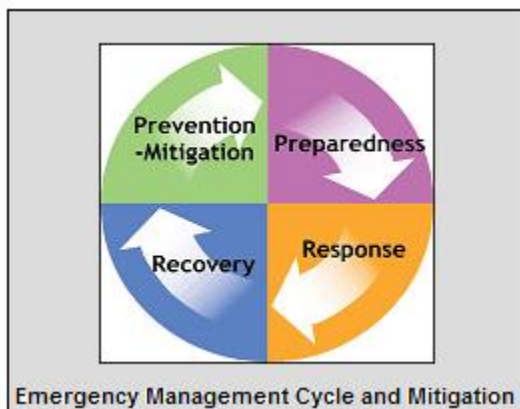 Prevention
-Mitigation
Preparedness
Recovery
Response
Emergency Management Cycle and Mitigation